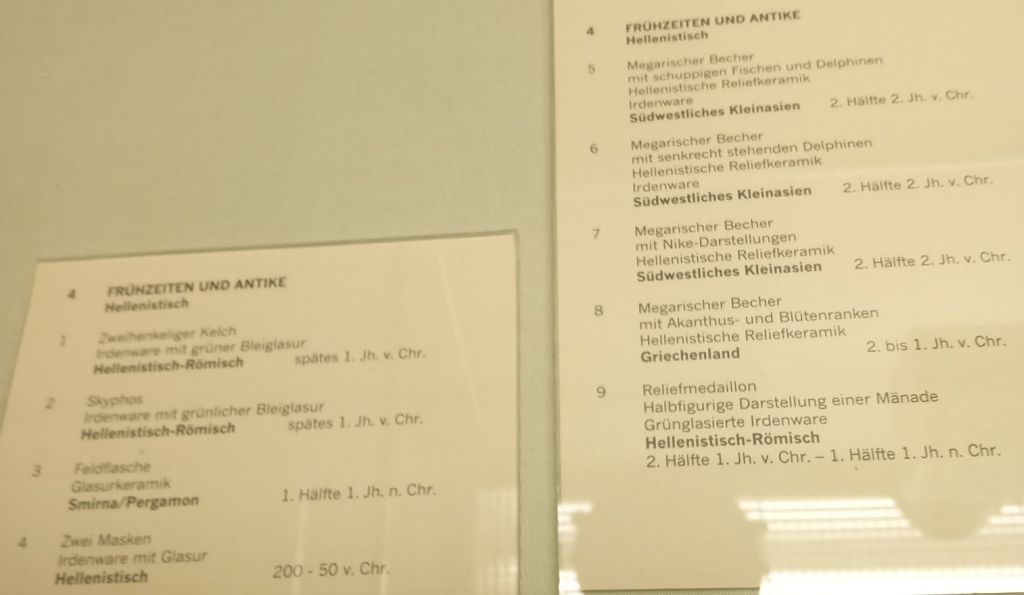 4 FRÜHZEITEN UND ANTIKE
Hellenistisch
1 Zweihenkeliger Kelch
Irdenware mit grüner Bleiglasur
Hellenistisch-Römisch spätes 1. Jh. v. Chr.
2 Skyphos
Irdenware mit grünlicher Bleiglasur
Hellenistisch-Römisch spätes 1. Jh. v. Chr.
3 Feldflasche
Glasurkeramik
Smirna/Pergamon 1. Hälfte 1. Jh. n. Chr.
4 Zwei Masken
Irdenware mit Glasur
Hellenistisch 200 - 50 v. Chr.
4 FRÜHZEITEN UND ANTIKE
Hellenistisch
5 Megarischer Becher
mit schuppigen Fischen und Delphinen
Hellenistische Reliefkeramik
Irdenware
Südwestliches Kleinasien 2. Hälfte 2. Jh. v. Chr.
6 Megarischer Becher
mit senkrecht stehenden Delphinen
Hellenistische Reliefkeramik
Irdenware
Südwestliches Kleinasien 2. Hälfte 2. Jh. v. Chr.
7 Megarischer Becher
mit Nike-Darstellungen
Hellenistische Reliefkeramik
Südwestliches Kleinasien 2. Hälfte 2. Jh. v. Chr.
8 Megarischer Becher
mit Akanthus- und Blütenranken
Hellenistische Reliefkeramik
Griechenland 2. bis 1. Jh. v. Chr.
9 Reliefmedaillon
Halbfigurige Darstellung einer Mänade
Grünglasierte Irdenware
Hellenistisch-Römisch
2. Hälfte 1. Jh. v. Chr. – 1. Hälfte 1. Jh. n. Chr.